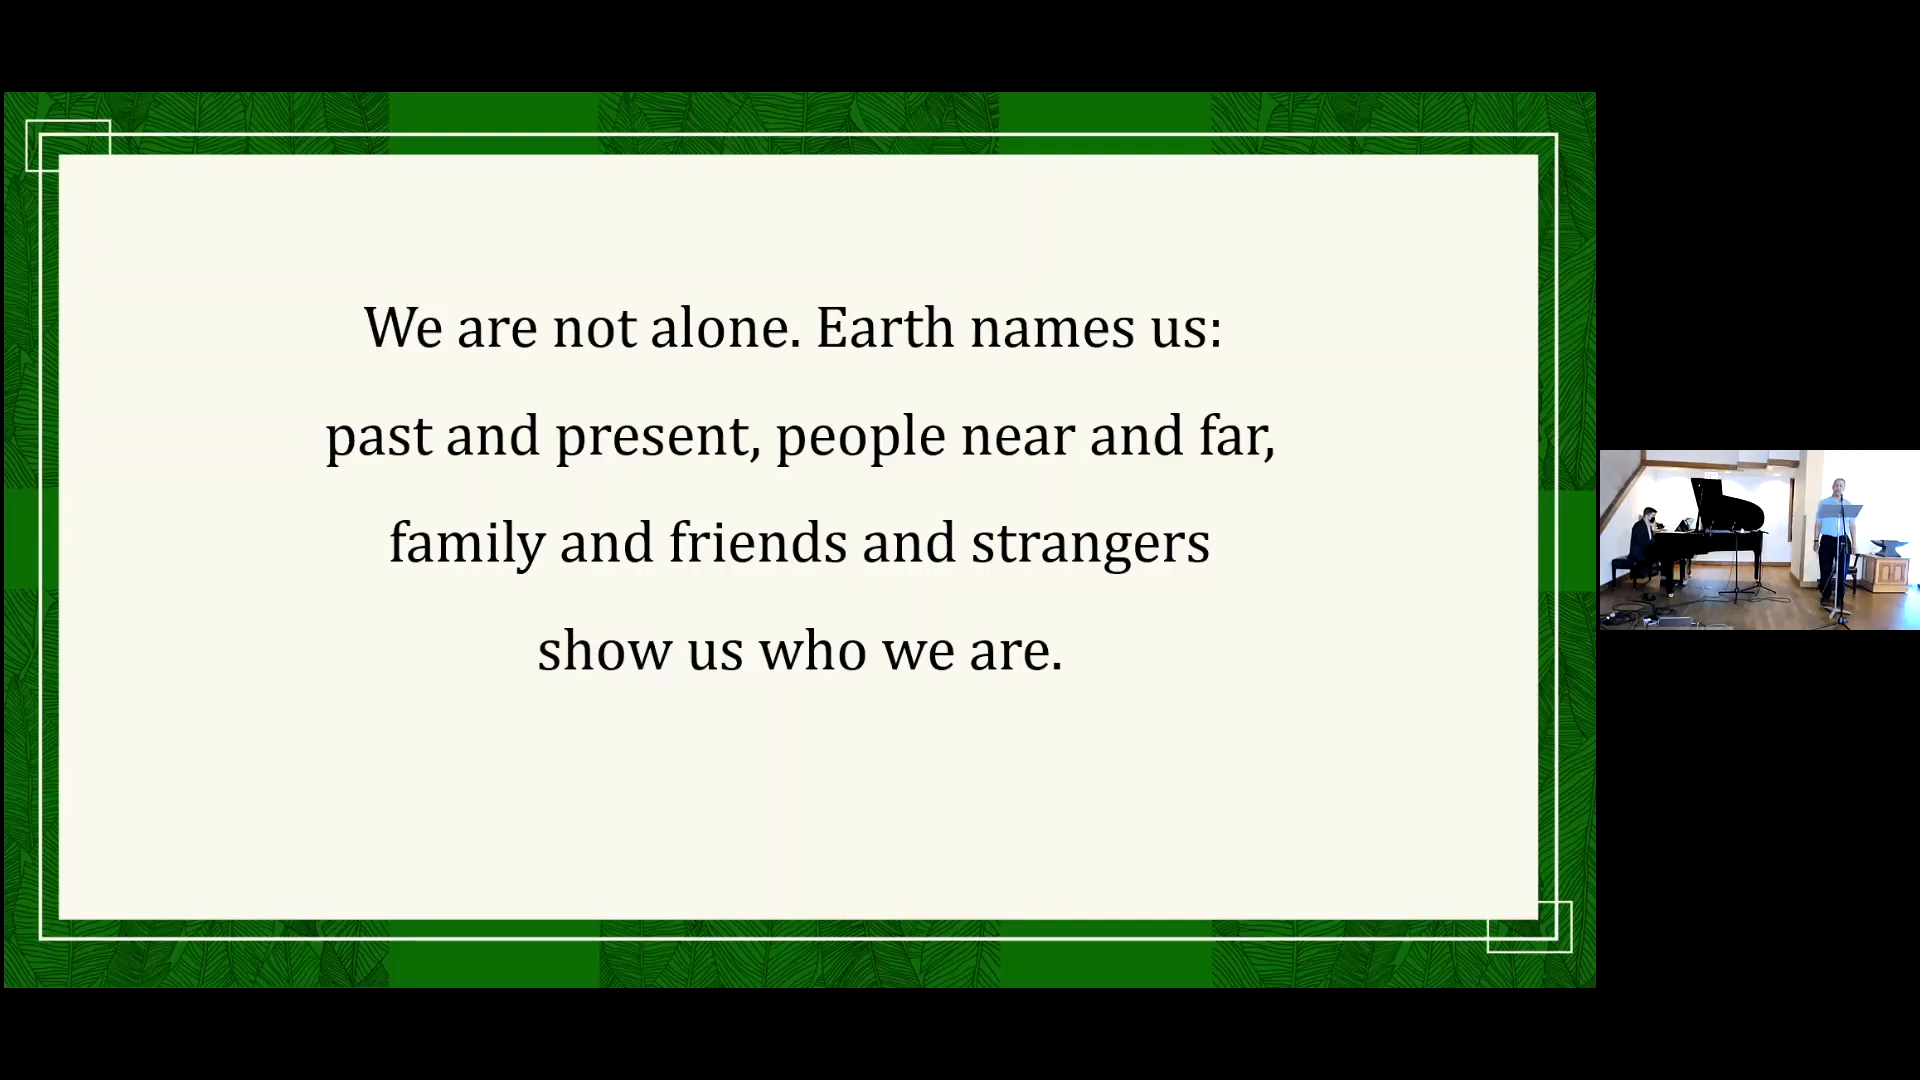 We are not alone. Earth names us:
past and present, people near and far,
family and friends and strangers
show us who we are.